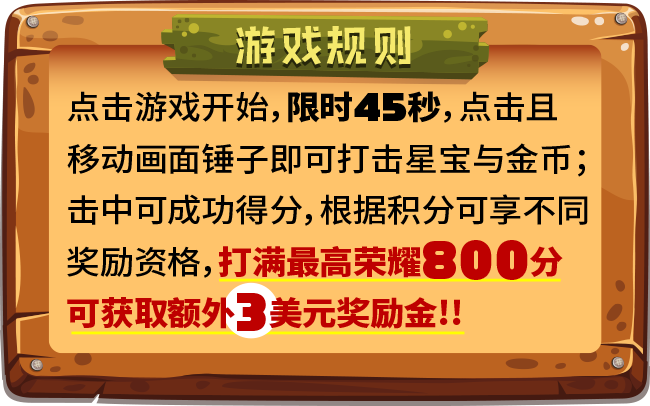 游戏规则
点击游戏开始，限时45秒，点击且
移动画面锤子即可打击星宝与金币；
击中可成功得分，根据积分可享不同
奖励资格，打满最高荣耀800分
可获取额外3美元奖励金!!